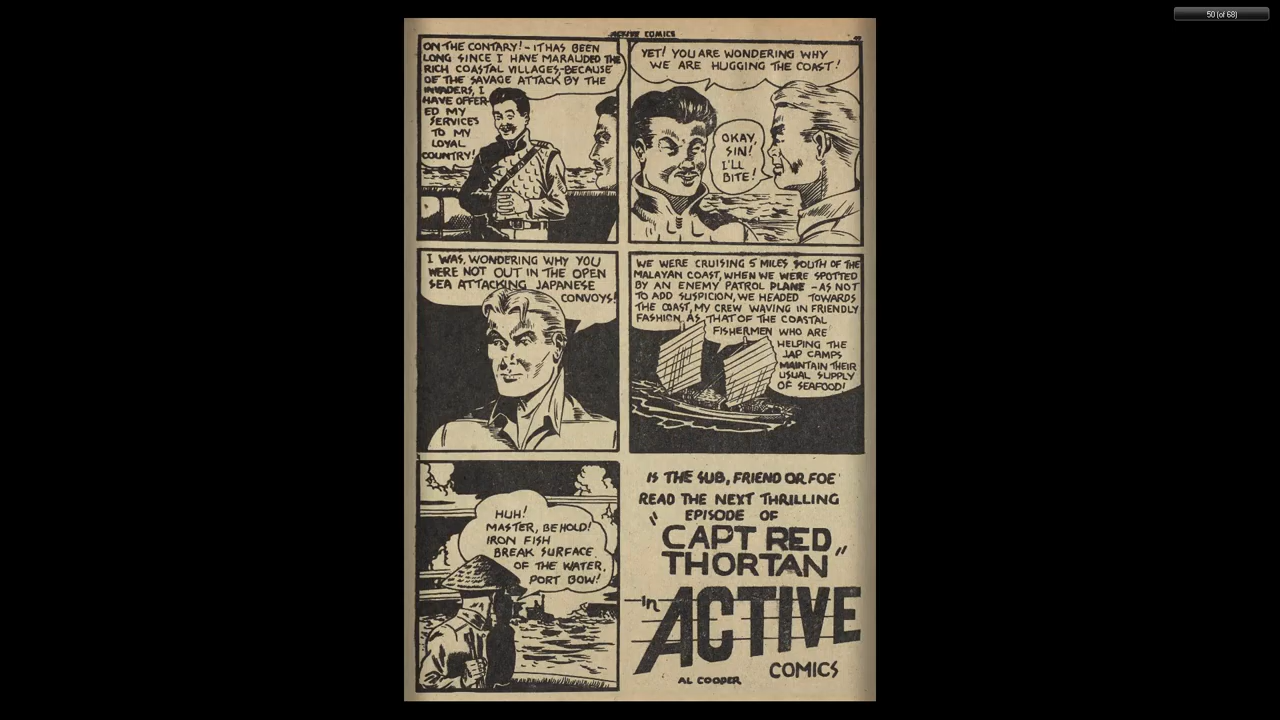 50 (of 68)
ACTIVE COMICS
ON THE CONTARY! - IT HAS BEEN
LONG SINCE I HAVE MARAUDED THE
RICH COASTAL VILLAGES, BECAUSE
OF THE SAVAGE ATTACK BY THE
INVADERS, I
HAVE OFFER-
ED MY
SERVICES
TO MY
LOYAL
COUNTRY!
YET! YOU ARE WONDERING WHY
WE ARE HUGGING THE COAST!
OKAY,
SIN!
I'LL
BITE!
I WAS, WONDERING WHY YOU
WERE NOT OUT IN THE OPEN
SEA ATTACKING JAPANESE
CONVOYS!
WE WERE CRUISING 5 MILES SOUTH OF THE
MALAYAN COAST, WHEN WE WERE SPOTTED
BY AN ENEMY PATROL PLANE - AS NOT
TO ADD SUSPICION, WE HEADED TOWARDS
THE COAST, MY CREW WAVING IN FRIENDLY
FASHION AS THAT OF THE COASTAL
FISHERMEN WHO ARE
HELPING THE
JAP CAMPS
MAINTAIN THEIR
USUAL SUPPLY
OF SEAFOOD!
HUH!
MASTER, BEHOLD!
IRON FISH
BREAK SURFACE
OF THE WATER,
PORT BOW!
IS THE SUB, FRIEND OR FOE
READ THE NEXT THRILLING
EPISODE OF
"CAPT RED
THORTAN"
in ACTIVE
COMICS
AL COOPER